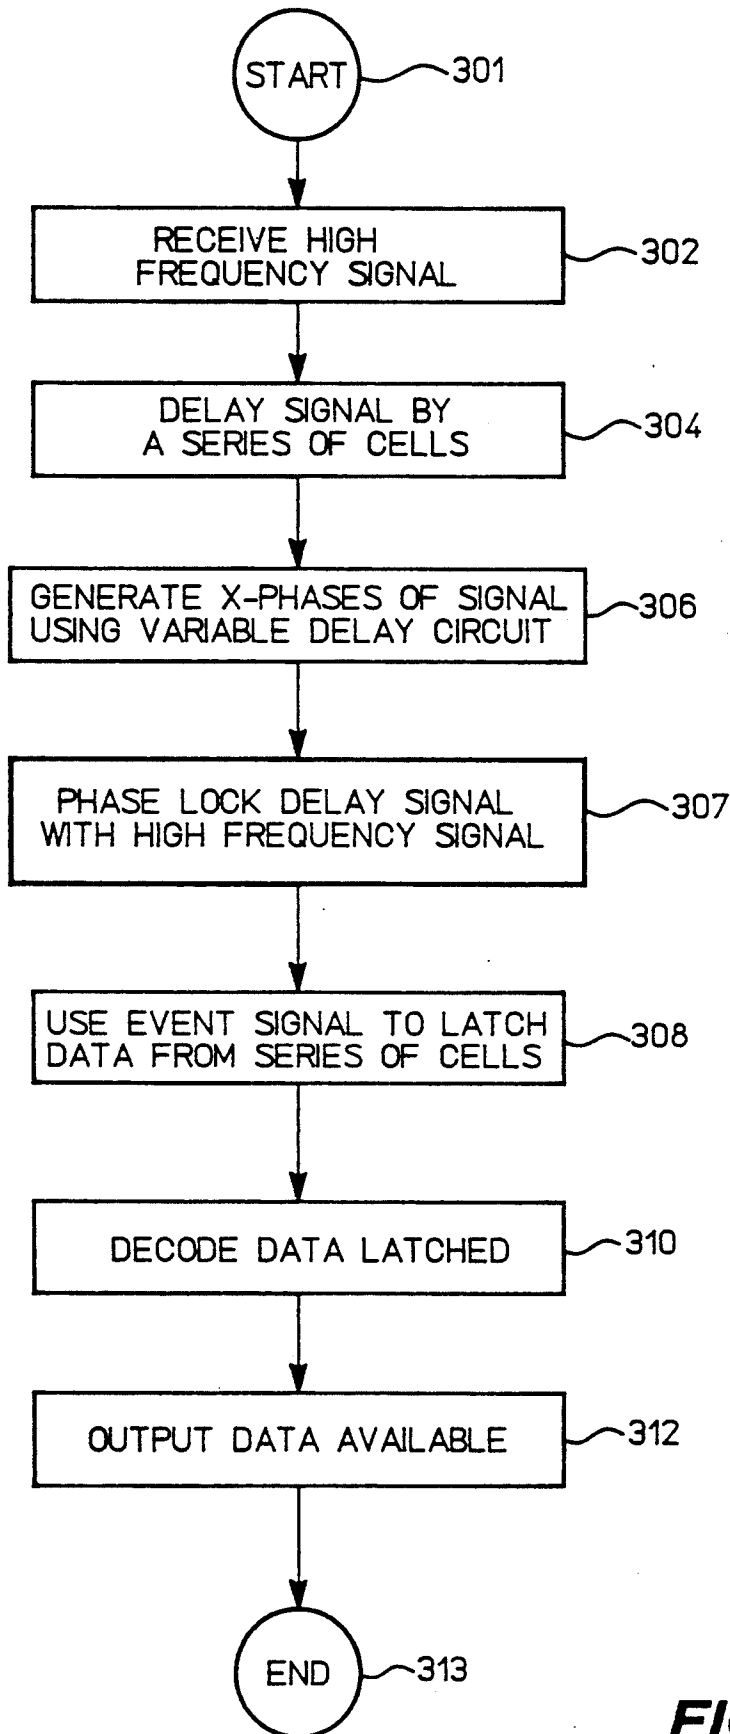 START
301
RECEIVE HIGH
FREQUENCY SIGNAL
302
DELAY SIGNAL BY
A SERIES OF CELLS
304
GENERATE X-PHASES OF SIGNAL
USING VARIABLE DELAY CIRCUIT
306
PHASE LOCK DELAY SIGNAL
WITH HIGH FREQUENCY SIGNAL
307
USE EVENT SIGNAL TO LATCH
DATA FROM SERIES OF CELLS
308
DECODE DATA LATCHED
310
OUTPUT DATA AVAILABLE
312
END
313